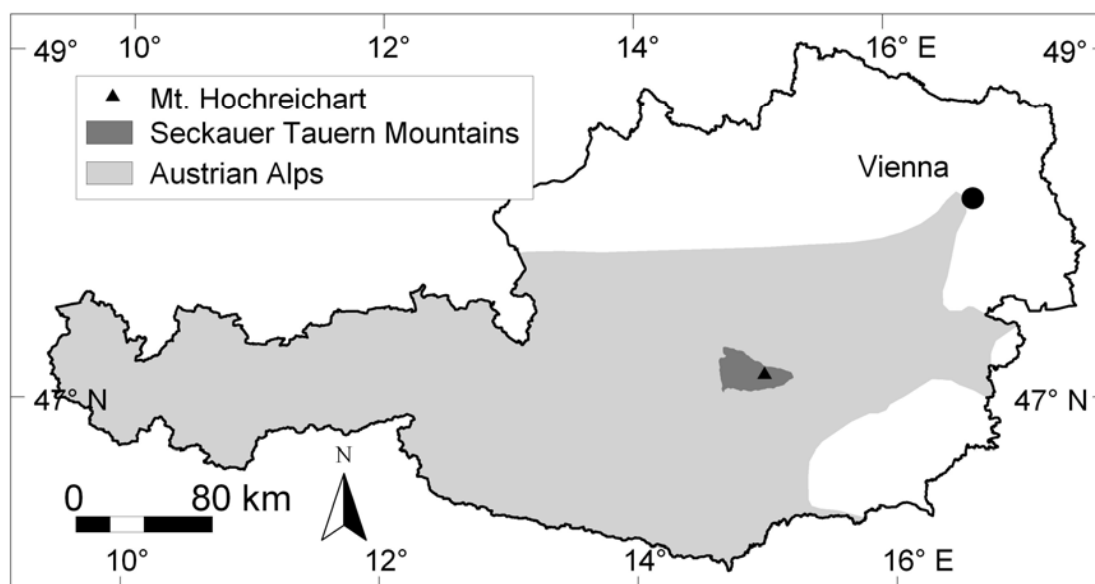 10° 12° 14° 16° E
49° 49°
Mt. Hochreichart
Seckauer Tauern Mountains
Austrian Alps
Vienna
47° N 47° N
N
0 80 km
10° 12° 14° 16° E